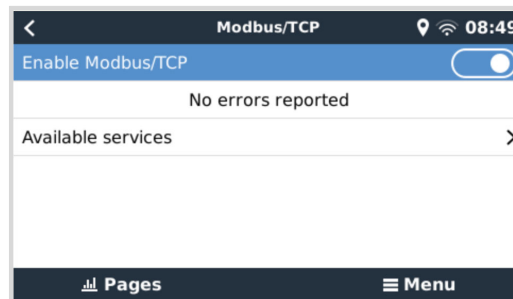 Modbus/TCP 08:49
Enable Modbus/TCP
No errors reported
Available services
Pages Menu